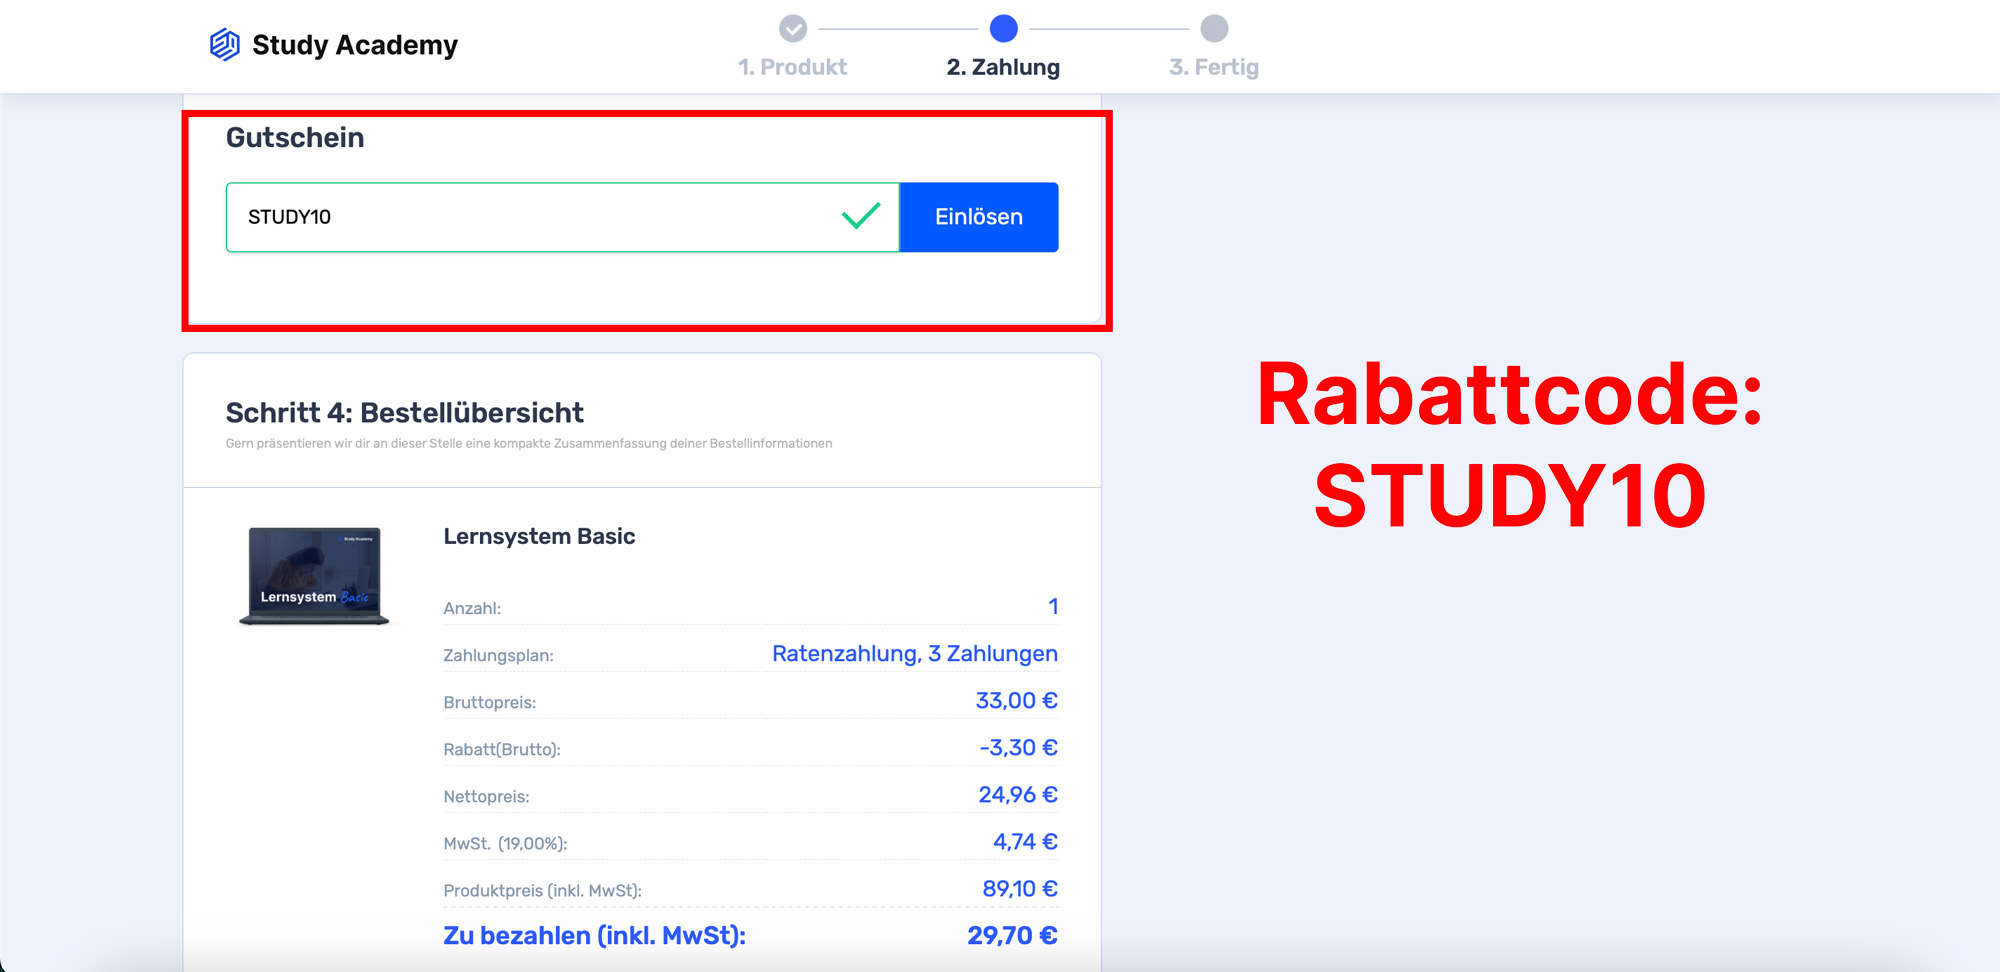 Study Academy
1. Produkt
2. Zahlung
3. Fertig
Gutschein
STUDY10
Einlösen
Rabattcode:
STUDY10
Schritt 4: Bestellübersicht
Gern präsentieren wir dir an dieser Stelle eine kompakte Zusammenfassung deiner Bestellinformationen
Study Academy
Lernsystem Basic
Lernsystem Basic
Anzahl: 1
Zahlungsplan: Ratenzahlung, 3 Zahlungen
Bruttopreis: 33,00 €
Rabatt(Brutto): -3,30 €
Nettopreis: 24,96 €
MwSt. (19,00%): 4,74 €
Produktpreis (inkl. MwSt): 89,10 €
Zu bezahlen (inkl. MwSt): 29,70 €